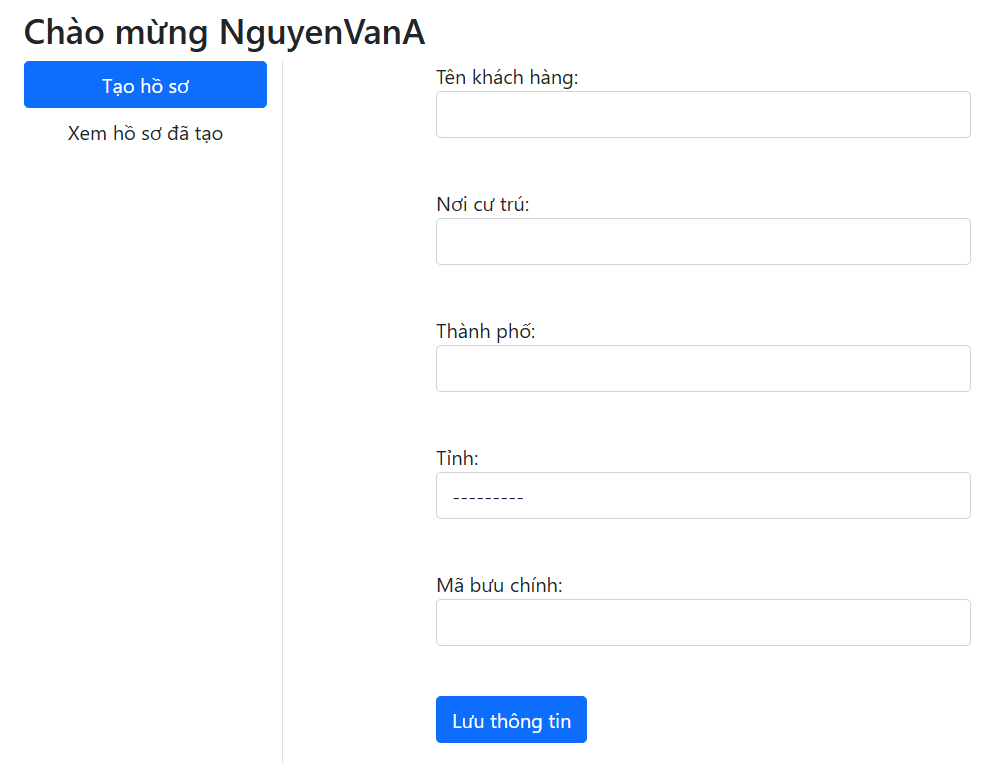 Chào mừng NguyenVanA
Tạo hồ sơ
Xem hồ sơ đã tạo
Tên khách hàng:
Nơi cư trú:
Thành phố:
Tỉnh:
---------
Mã bưu chính:
Lưu thông tin